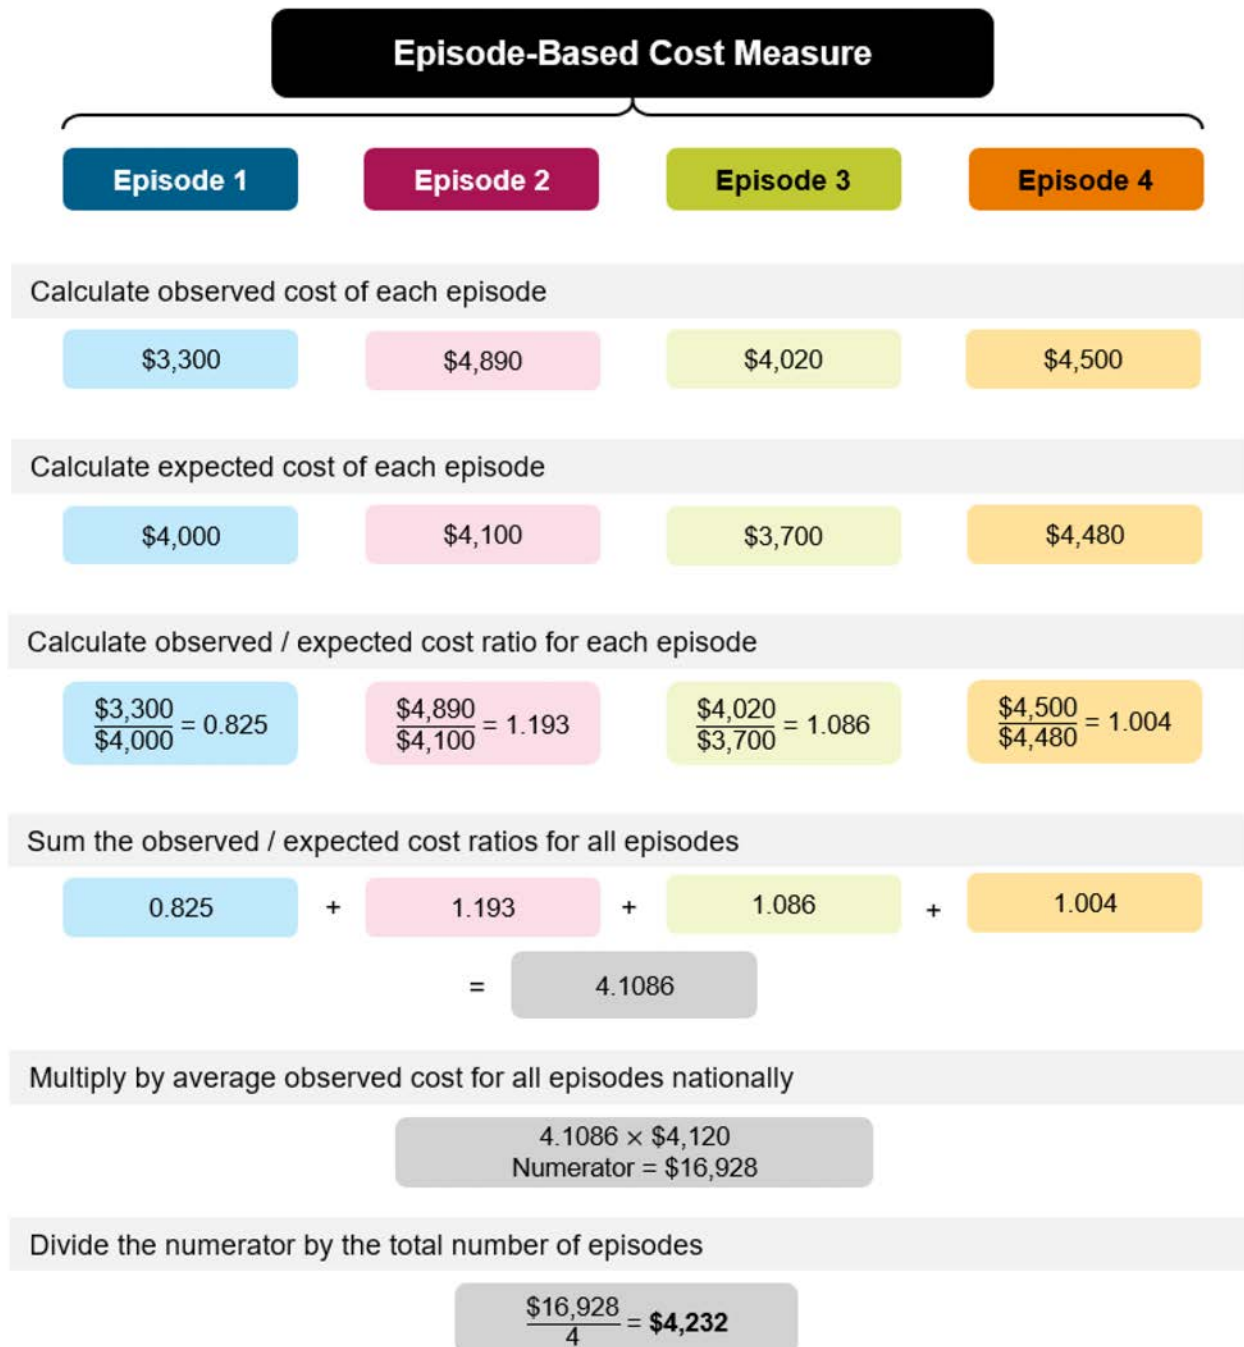 Episode-Based Cost Measure
Episode 1 Episode 2 Episode 3 Episode 4
Calculate observed cost of each episode
$3,300 $4,890 $4,020 $4,500
Calculate expected cost of each episode
$4,000 $4,100 $3,700 $4,480
Calculate observed / expected cost ratio for each episode
$3,300 / $4,000 = 0.825 $4,890 / $4,100 = 1.193 $4,020 / $3,700 = 1.086 $4,500 / $4,480 = 1.004
Sum the observed / expected cost ratios for all episodes
0.825 + 1.193 + 1.086 + 1.004
= 4.1086
Multiply by average observed cost for all episodes nationally
4.1086 × $4,120
Numerator = $16,928
Divide the numerator by the total number of episodes
$16,928 / 4 = $4,232